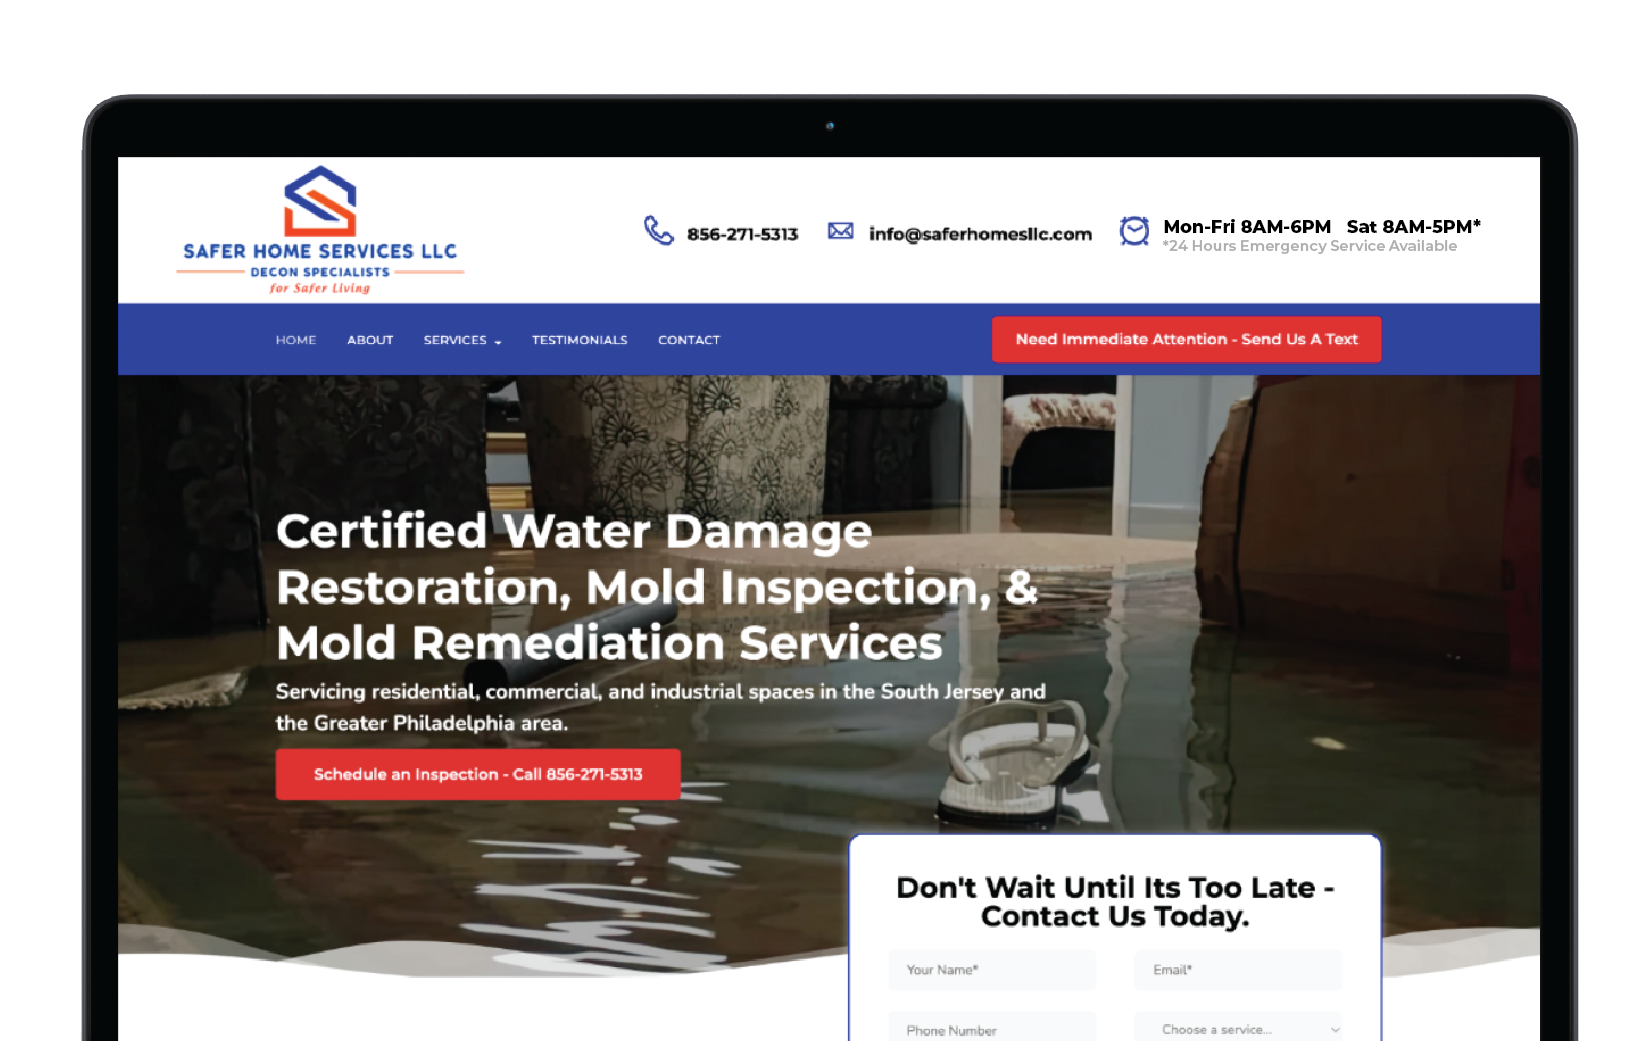 SAFER HOME SERVICES LLC
DECON SPECIALISTS
for Safer Living
856-271-5313
info@saferhomesllc.com
Mon-Fri 8AM-6PM Sat 8AM-5PM*
*24 Hours Emergency Service Available
HOME ABOUT SERVICES TESTIMONIALS CONTACT
Need Immediate Attention - Send Us A Text
Certified Water Damage
Restoration, Mold Inspection, &
Mold Remediation Services
Servicing residential, commercial, and industrial spaces in the South Jersey and
the Greater Philadelphia area.
Schedule an Inspection - Call 856-271-5313
Don't Wait Until Its Too Late -
Contact Us Today.
Your Name*
Email*
Phone Number
Choose a service...